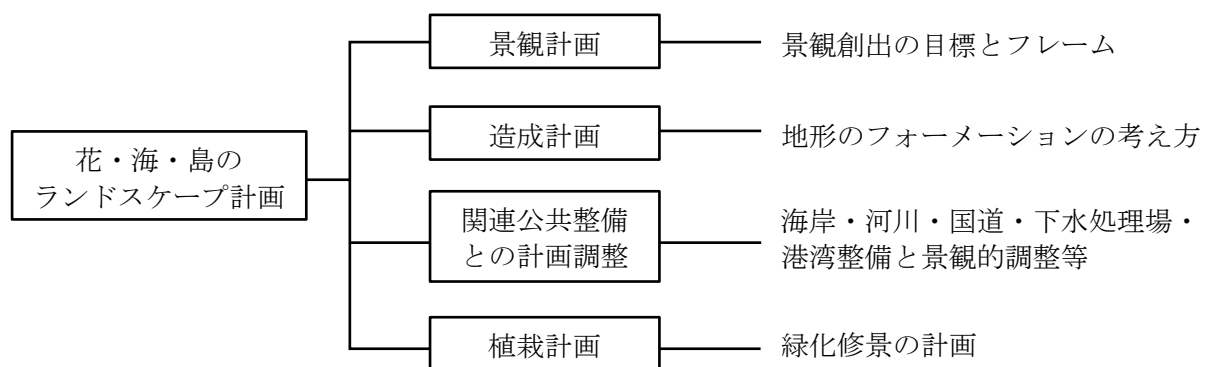 景観計画
景観創出の目標とフレーム
造成計画
地形のフォーメーションの考え方
花・海・島の
ランドスケープ計画
関連公共整備
との計画調整
海岸・河川・国道・下水処理場・
港湾整備と景観的調整等
植栽計画
緑化修景の計画